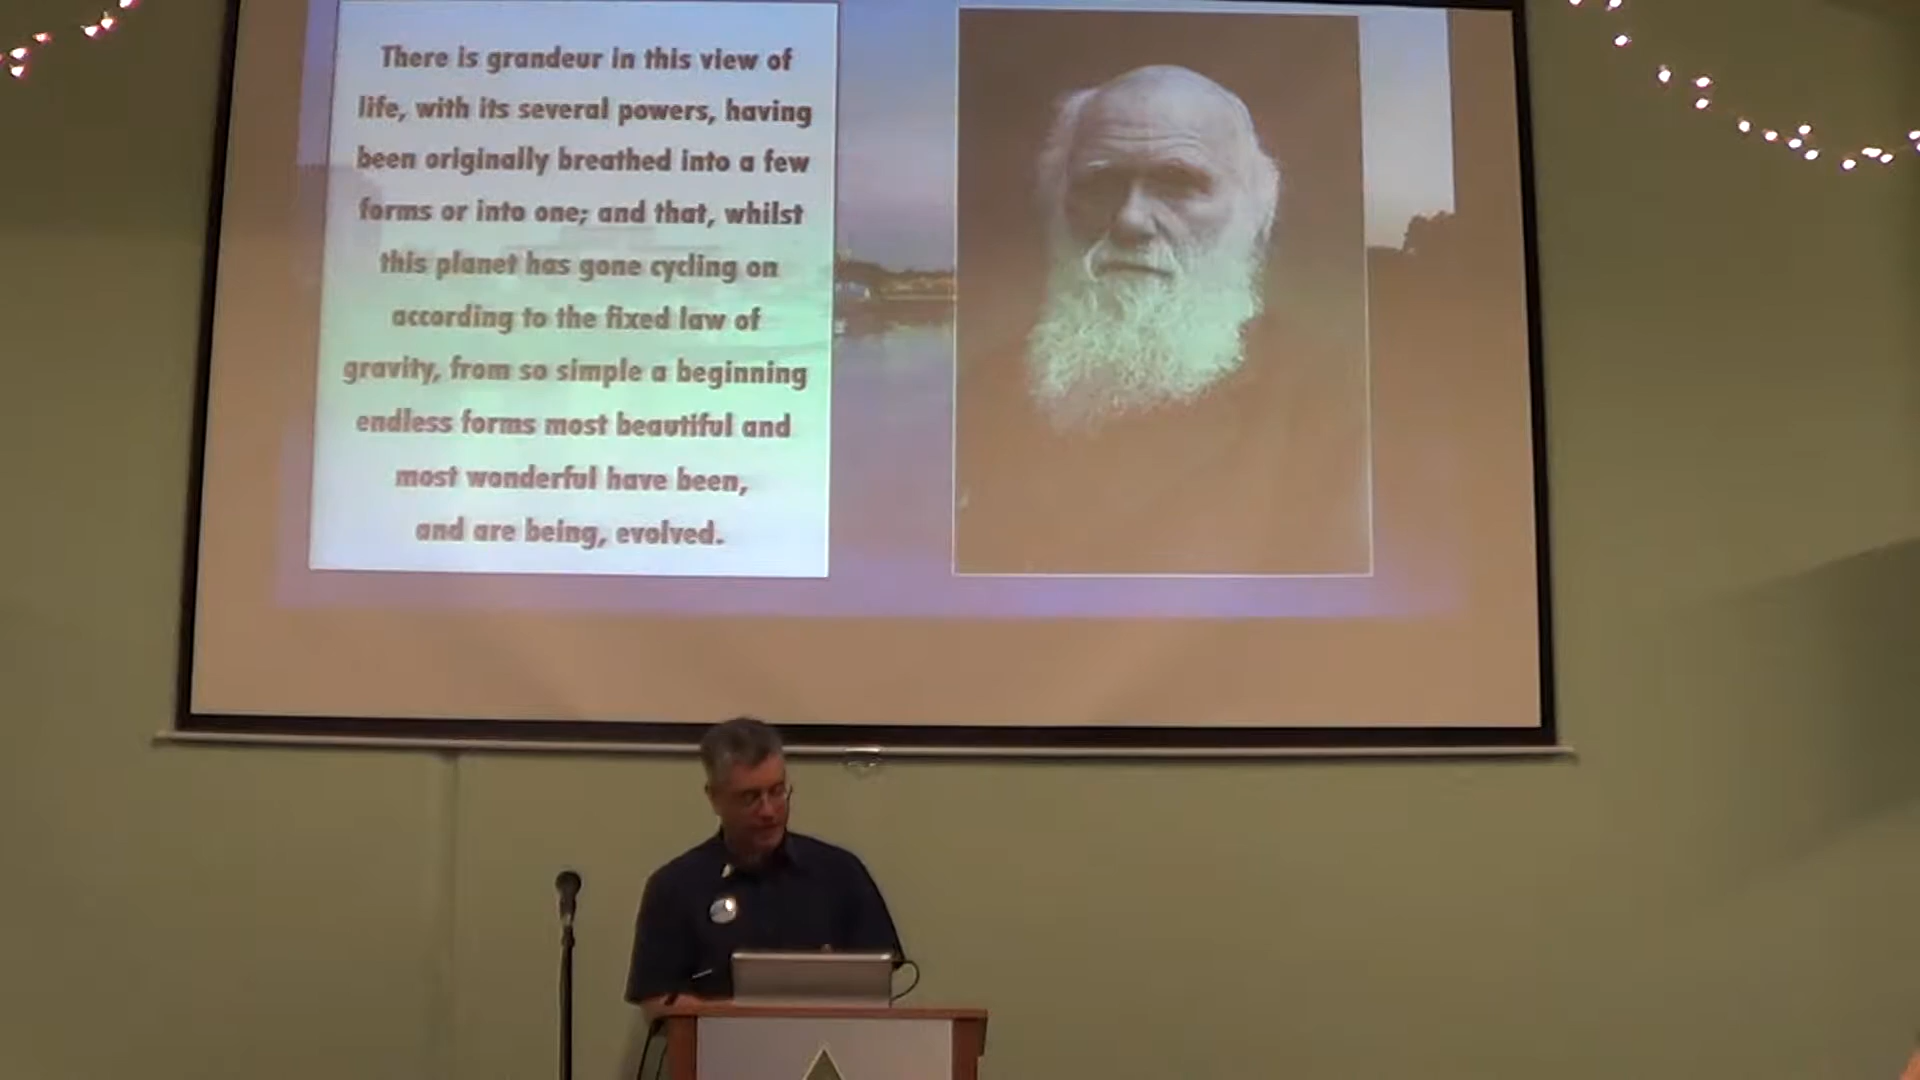 There is grandeur in this view of
life, with its several powers, having
been originally breathed into a few
forms or into one; and that, whilst
this planet has gone cycling on
according to the fixed law of
gravity, from so simple a beginning
endless forms most beautiful and
most wonderful have been,
and are being, evolved.